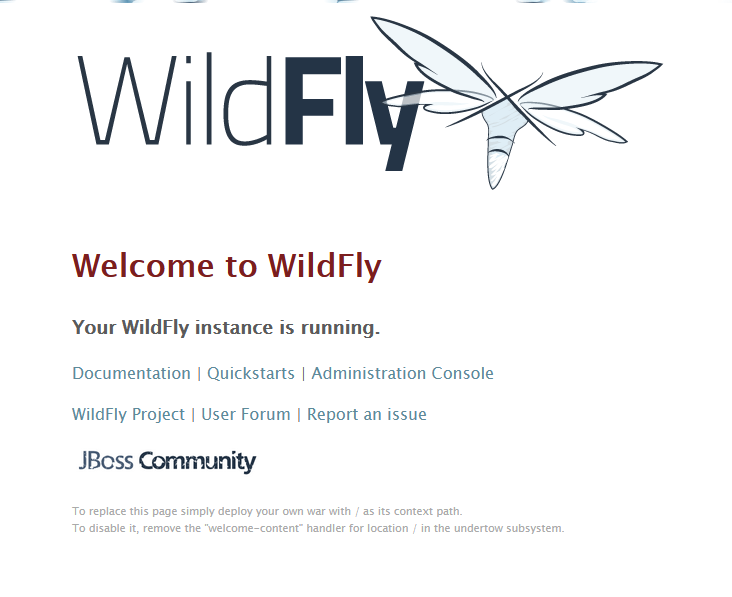 WildFly
Welcome to WildFly
Your WildFly instance is running.
Documentation | Quickstarts | Administration Console
WildFly Project | User Forum | Report an issue
JBoss Community
To replace this page simply deploy your own war with / as its context path.
To disable it, remove the "welcome-content" handler for location / in the undertow subsystem.